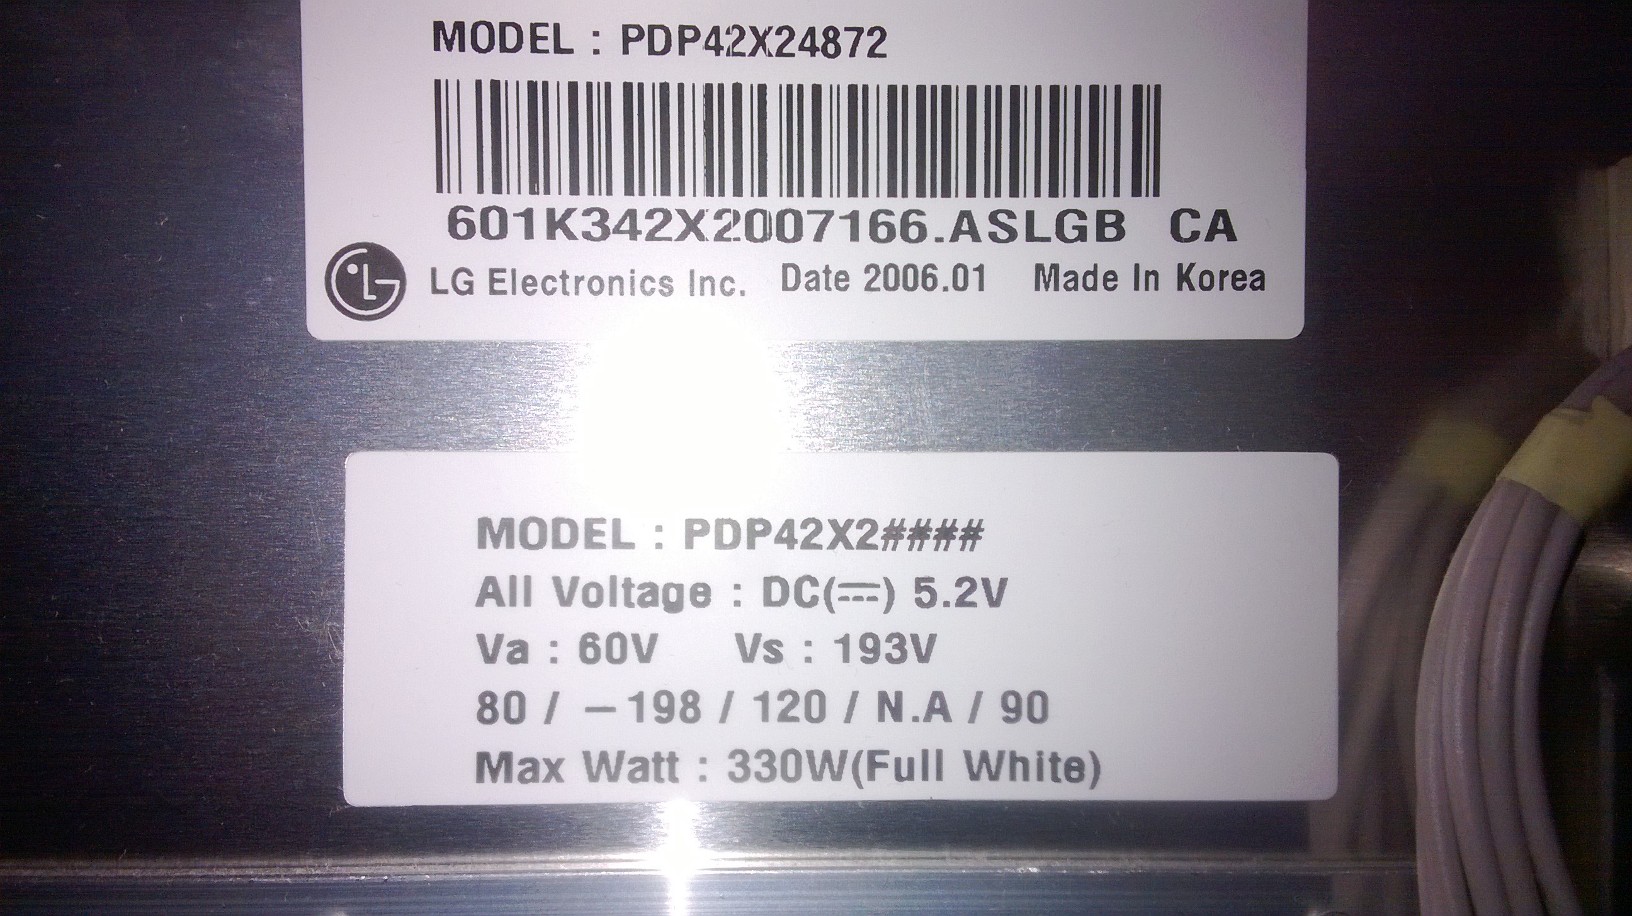 MODEL : PDP42X24872
601K342X2007166.ASLGB CA
LG LG Electronics Inc. Date 2006.01 Made In Korea
MODEL : PDP42X2####
All Voltage : DC(⎓) 5.2V
Va : 60V Vs : 193V
80 / −198 / 120 / N.A / 90
Max Watt : 330W(Full White)